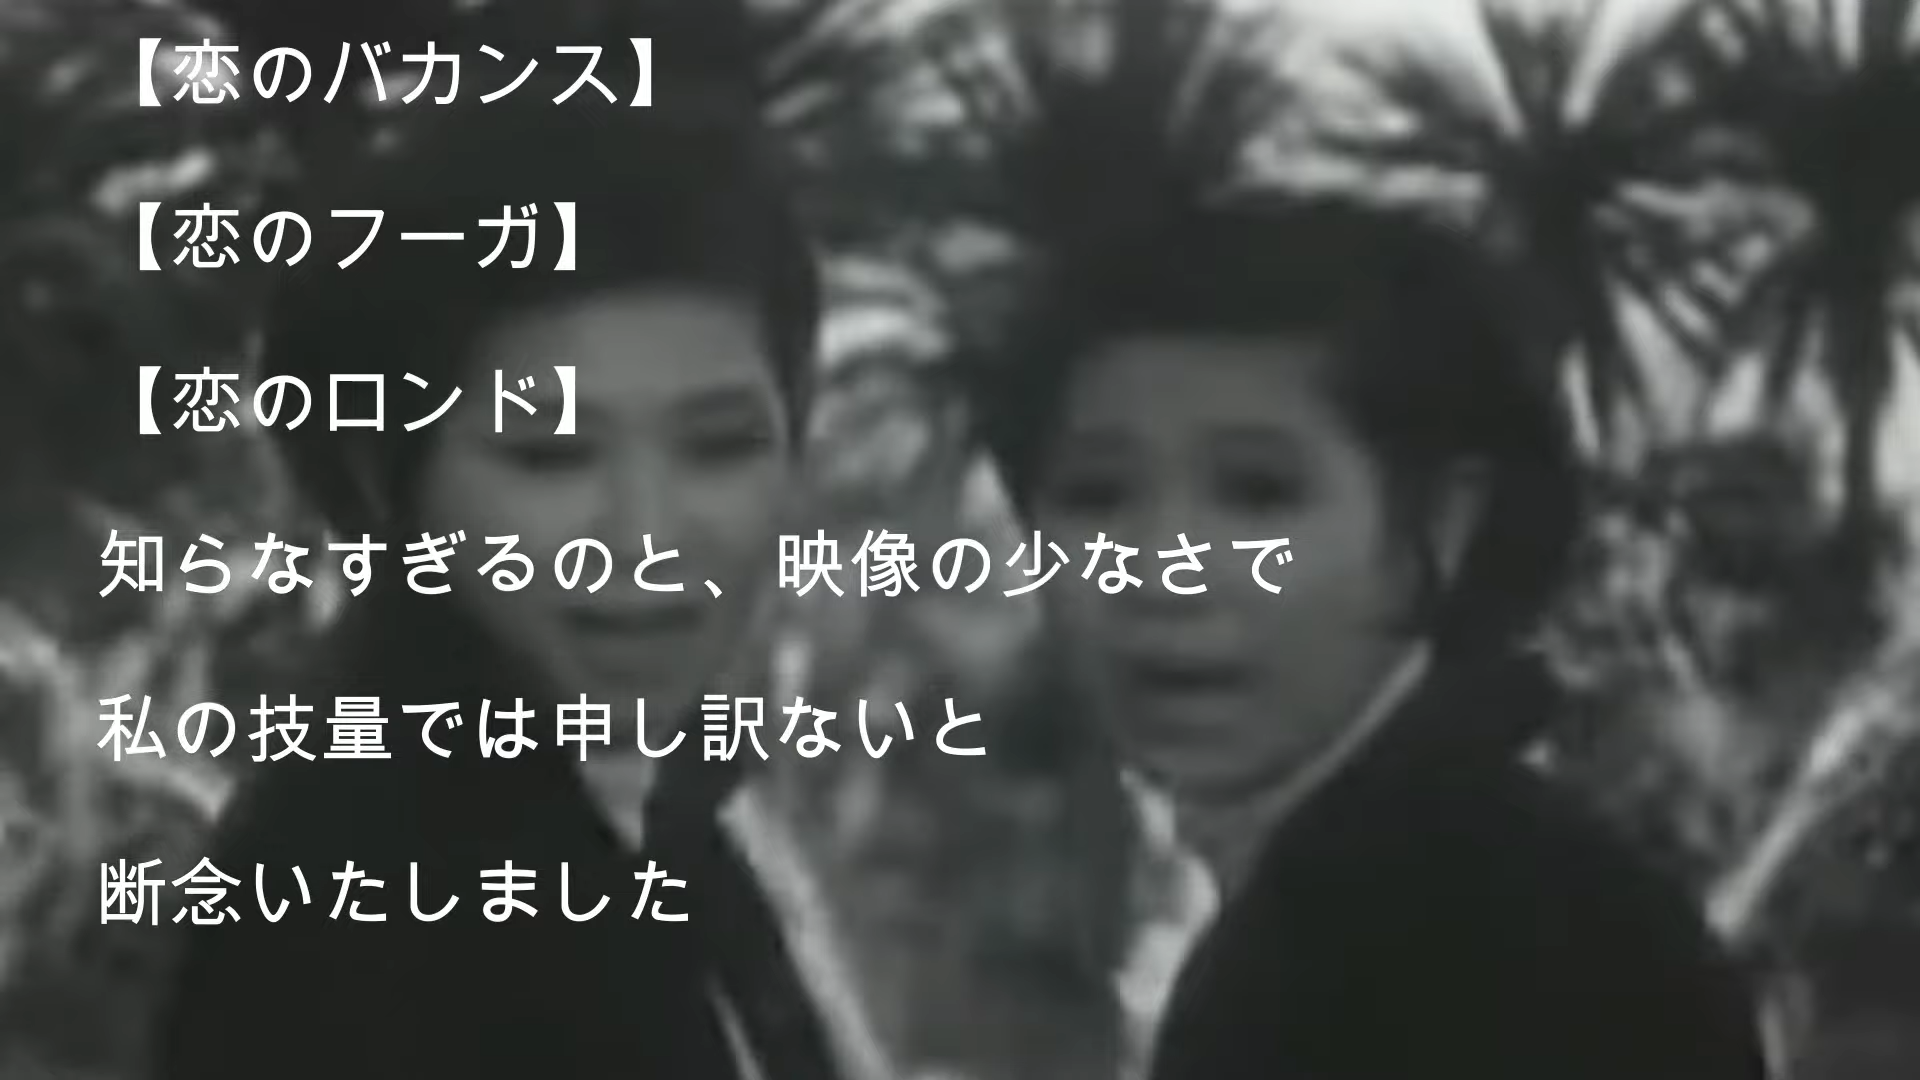 【恋のバカンス】
【恋のフーガ】
【恋のロンド】
知らなすぎるのと、映像の少なさで
私の技量では申し訳ないと
断念いたしました